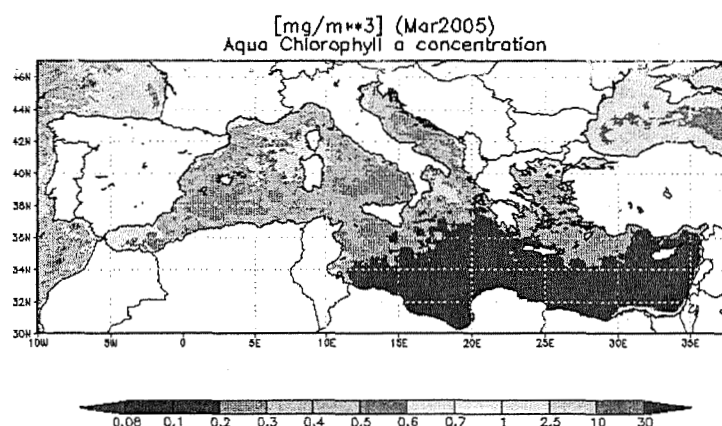 [mg/m**3] (Mar2005)
Aqua Chlorophyll a concentration
46N
44N
42N
40N
38N
36N
34N
32N
30N
10W 5W 0 5E 10E 15E 20E 25E 30E 35E
0.08 0.1 0.2 0.3 0.4 0.5 0.6 0.7 1 2.5 10 30